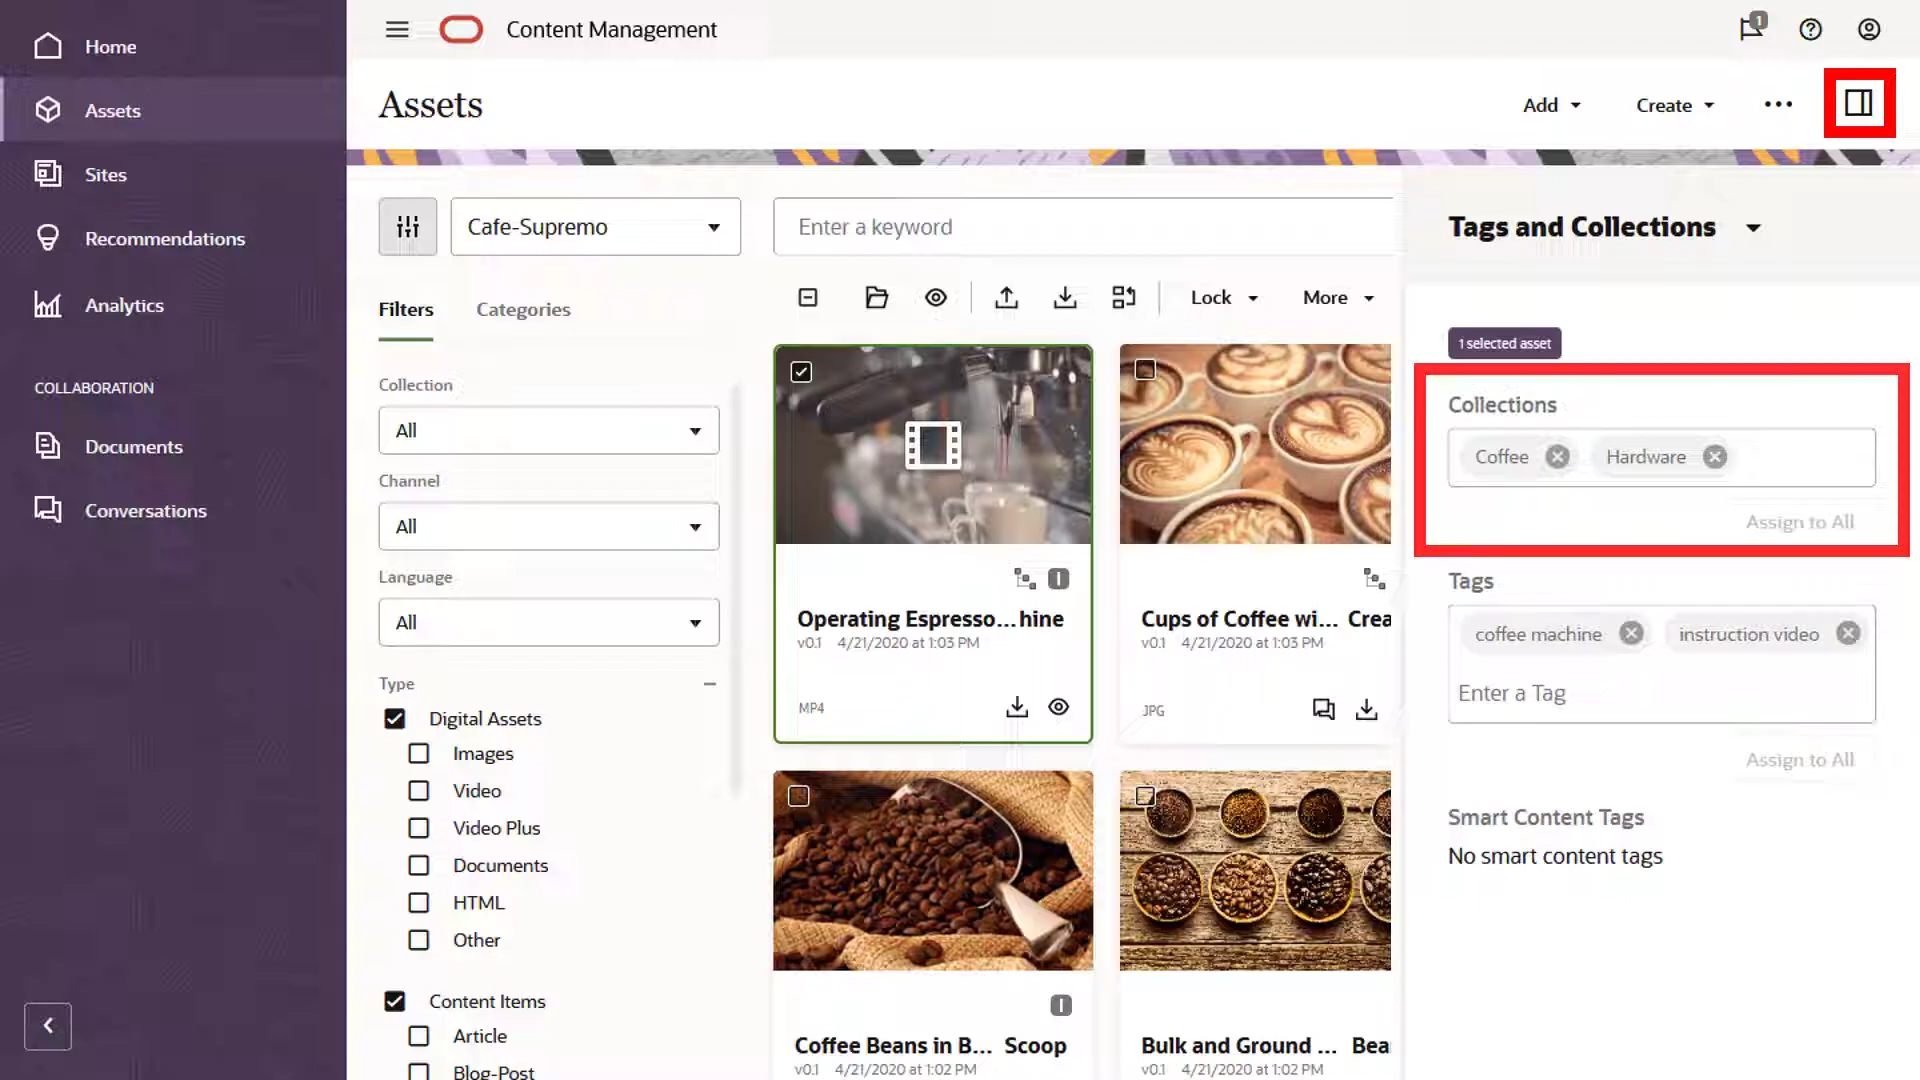 Home
Assets
Sites
Recommendations
Analytics
COLLABORATION
Documents
Conversations
Content Management
1
Assets
Add
Create
Cafe-Supremo
Enter a keyword
Filters
Categories
Collection
All
Channel
All
Language
All
Type
Digital Assets
Images
Video
Video Plus
Documents
HTML
Other
Content Items
Article
Blog-Post
Lock
More
I
Operating Espresso... hine
v0.1 4/21/2020 at 1:03 PM
MP4
Cups of Coffee wi... Crea
v0.1 4/21/2020 at 1:03 PM
JPG
I
Coffee Beans in B... Scoop
v0.1 4/21/2020 at 1:02 PM
Bulk and Ground ... Bea
v0.1 4/21/2020 at 1:02 PM
Tags and Collections
1 selected asset
Collections
Coffee Hardware
Assign to All
Tags
coffee machine instruction video
Enter a Tag
Assign to All
Smart Content Tags
No smart content tags